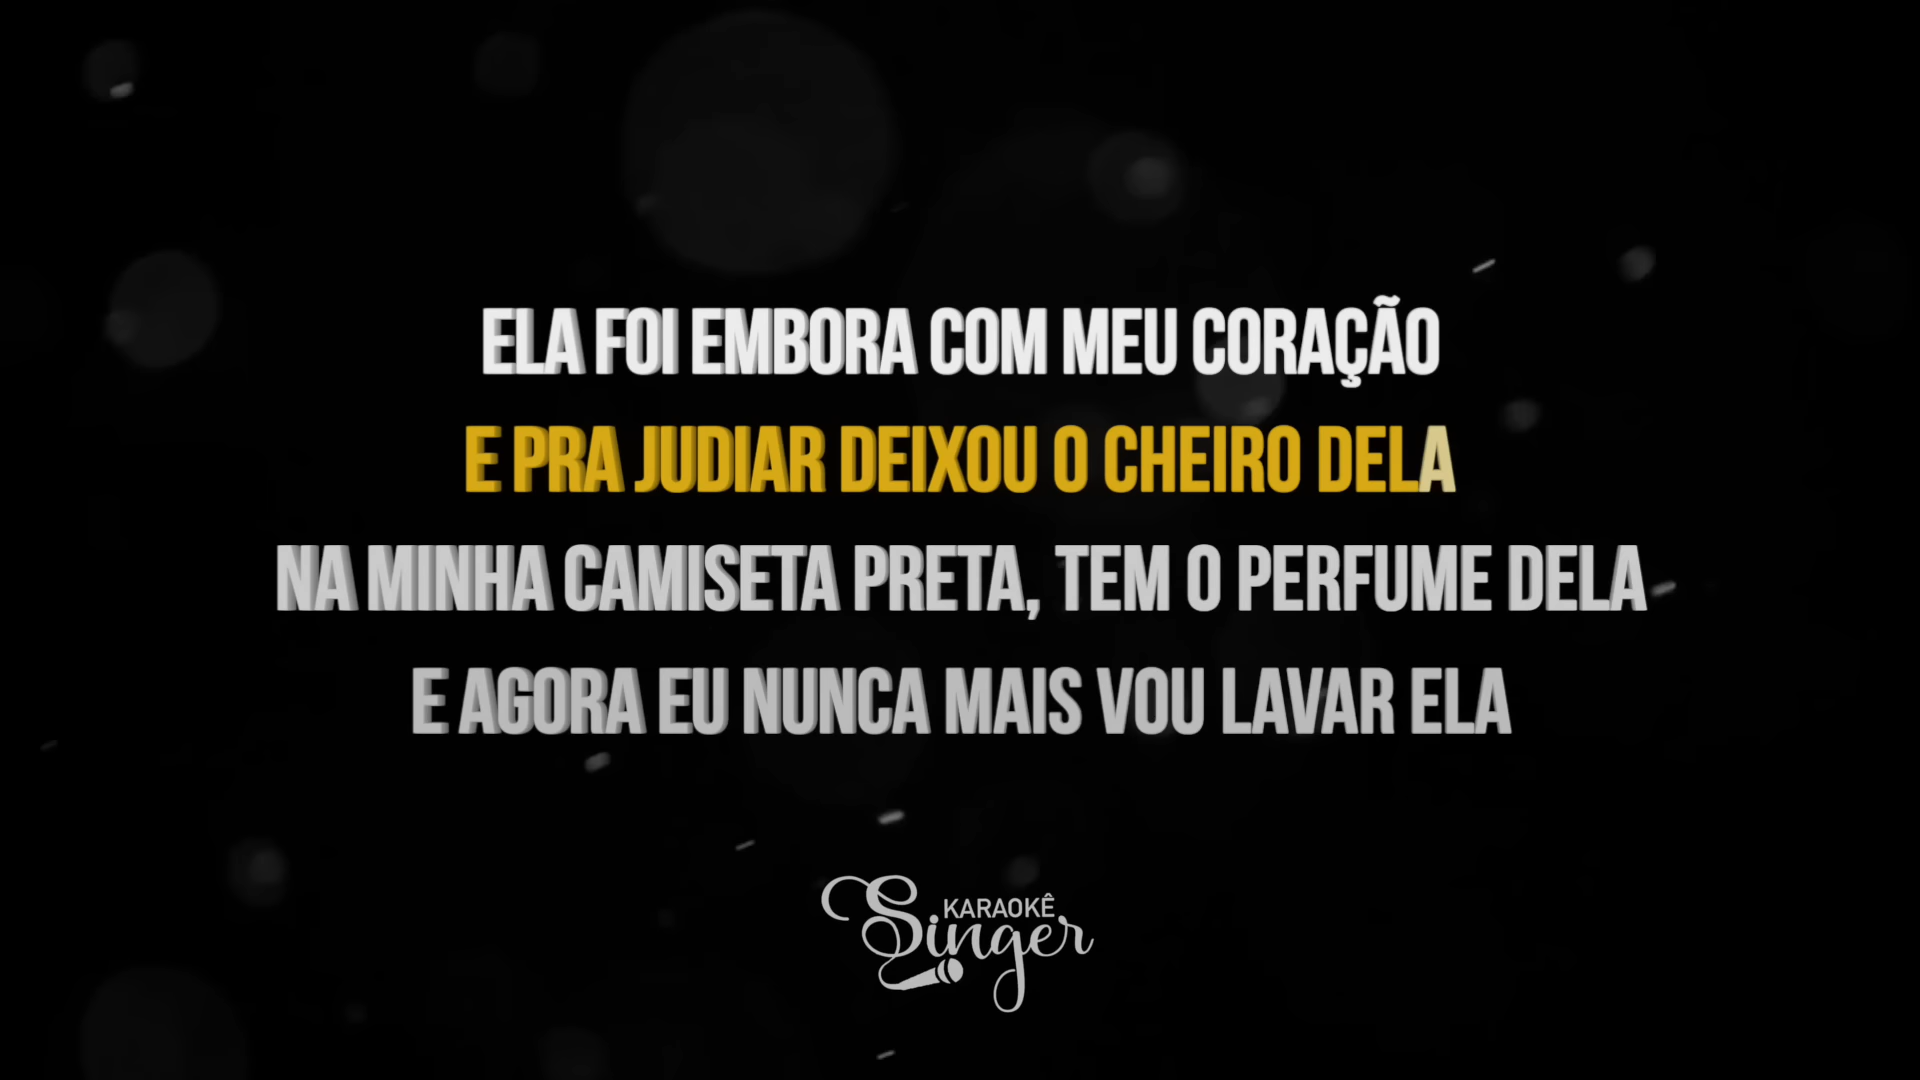 ELA FOI EMBORA COM MEU CORAÇÃO
E PRA JUDIAR DEIXOU O CHEIRO DELA
NA MINHA CAMISETA PRETA, TEM O PERFUME DELA
E AGORA EU NUNCA MAIS VOU LAVAR ELA
KARAOKÊ
Singer